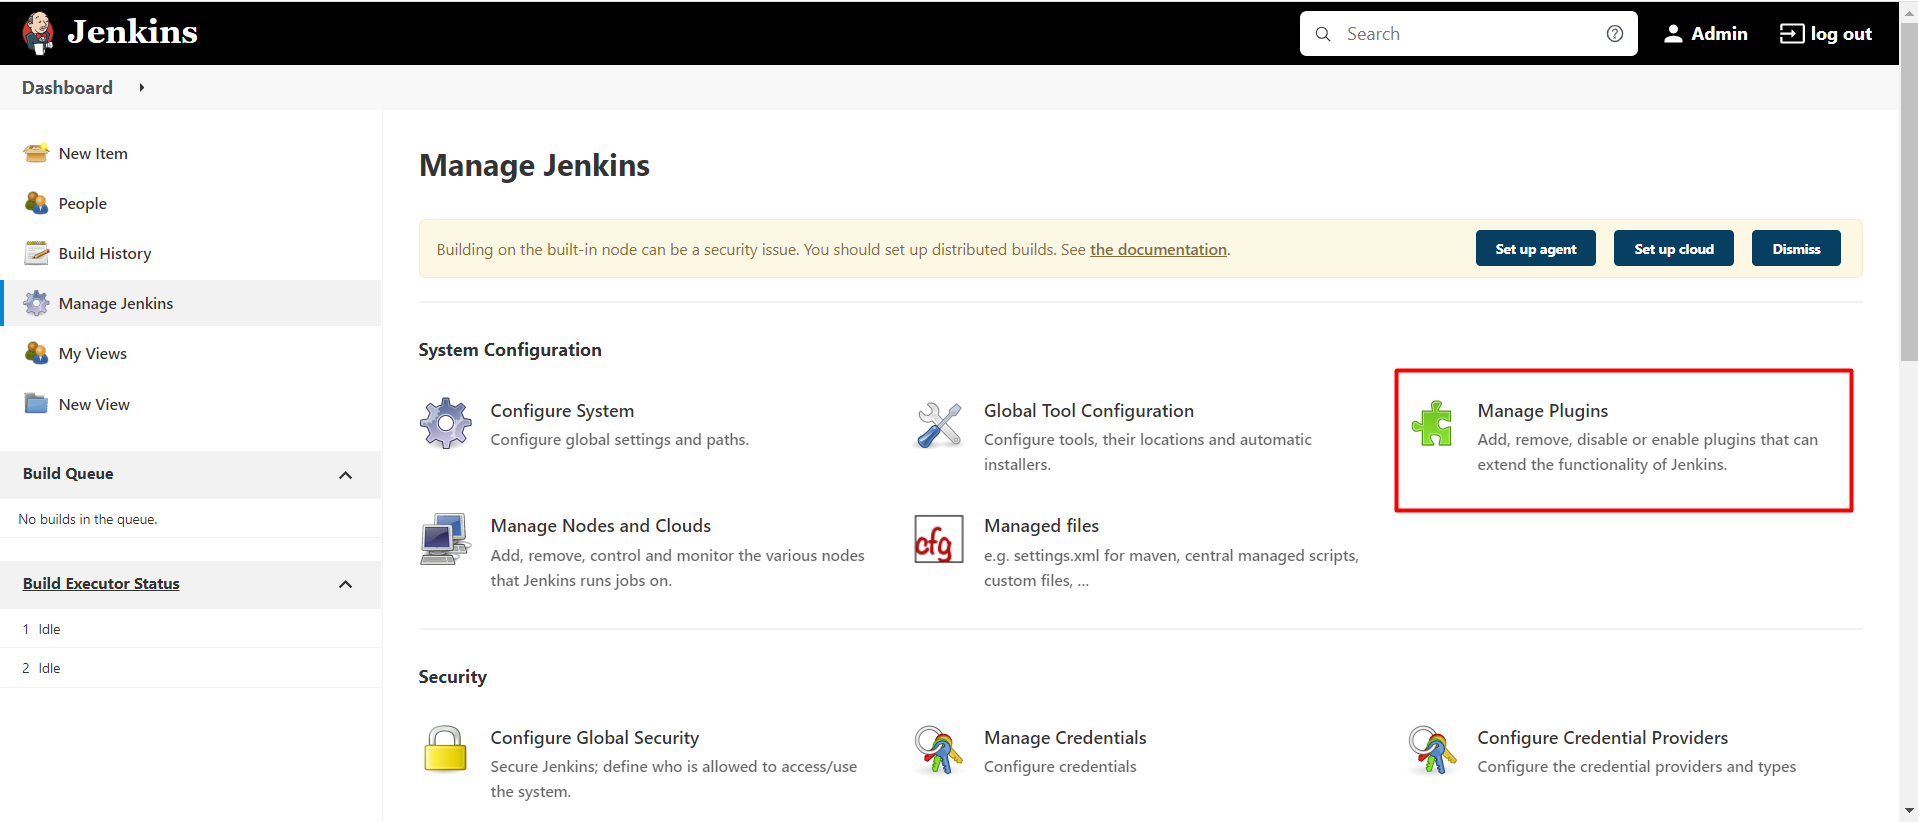 Jenkins
Search
Admin
log out
Dashboard
New Item
People
Build History
Manage Jenkins
My Views
New View
Build Queue
No builds in the queue.
Build Executor Status
1 Idle
2 Idle
Manage Jenkins
Building on the built-in node can be a security issue. You should set up distributed builds. See the documentation.
Set up agent
Set up cloud
Dismiss
System Configuration
Configure System
Configure global settings and paths.
Global Tool Configuration
Configure tools, their locations and automatic
installers.
Manage Plugins
Add, remove, disable or enable plugins that can
extend the functionality of Jenkins.
Manage Nodes and Clouds
Add, remove, control and monitor the various nodes
that Jenkins runs jobs on.
cfg
Managed files
e.g. settings.xml for maven, central managed scripts,
custom files, ...
Security
Configure Global Security
Secure Jenkins; define who is allowed to access/use
the system.
Manage Credentials
Configure credentials
Configure Credential Providers
Configure the credential providers and types